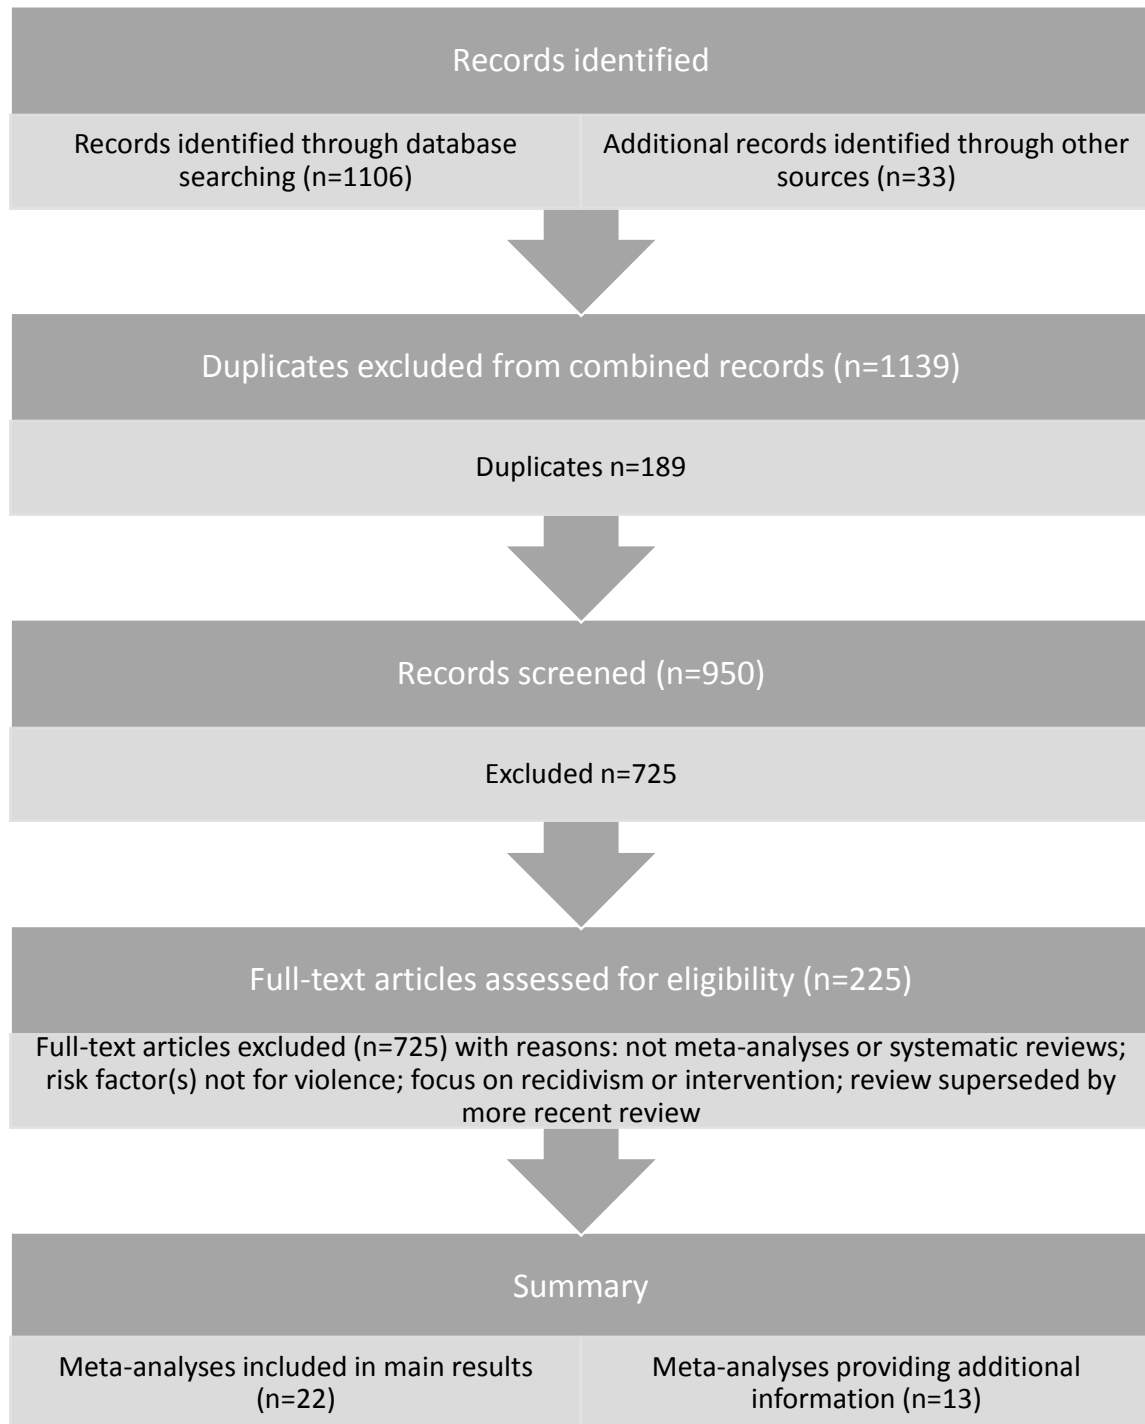 Records identified
Records identified through database
searching (n=1106)
Additional records identified through other
sources (n=33)
Duplicates excluded from combined records (n=1139)
Duplicates n=189
Records screened (n=950)
Excluded n=725
Full-text articles assessed for eligibility (n=225)
Full-text articles excluded (n=725) with reasons: not meta-analyses or systematic reviews;
risk factor(s) not for violence; focus on recidivism or intervention; review superseded by
more recent review
Summary
Meta-analyses included in main results
(n=22)
Meta-analyses providing additional
information (n=13)